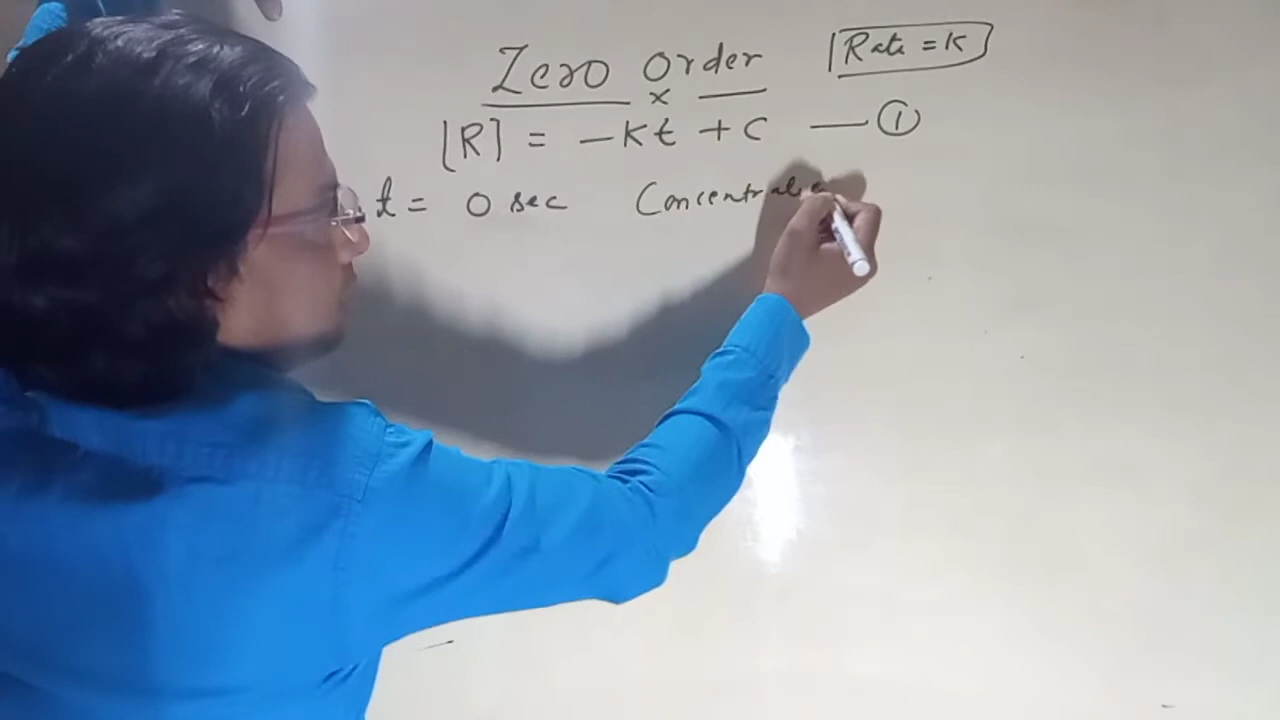 Zero order |Rate = K
[R] = -Kt + C — ①
t = 0 sec